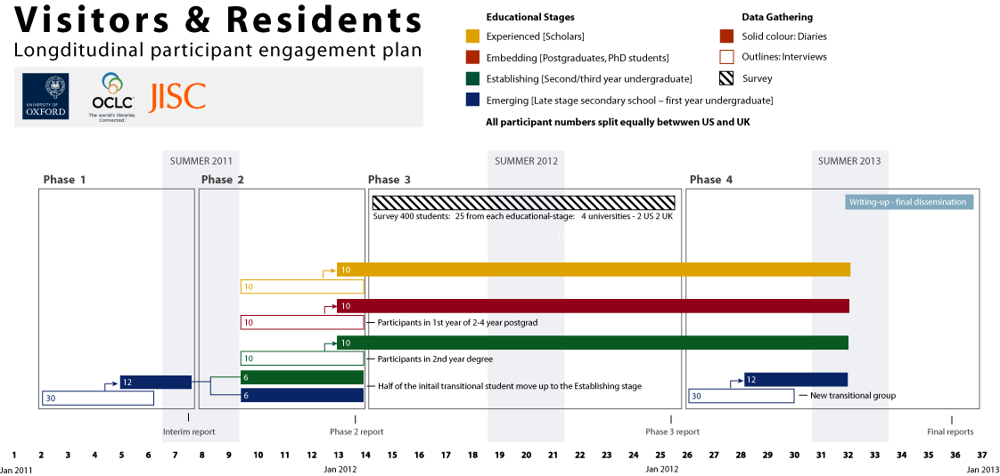 Visitors & Residents
Longditudinal participant engagement plan
UNIVERSITY OF
OXFORD
OCLC
The world's libraries.
Connected.
JISC
Educational Stages
Experienced [Scholars]
Embedding [Postgraduates, PhD students]
Establishing [Second/third year undergraduate]
Emerging [Late stage secondary school – first year undergraduate]
Data Gathering
Solid colour: Diaries
Outlines: Interviews
Survey
All participant numbers split equally betwwen US and UK
SUMMER 2011
SUMMER 2012
SUMMER 2013
Phase 1
Phase 2
Phase 3
Phase 4
Writing-up - final dissemination
Survey 400 students: 25 from each educational-stage: 4 universities - 2 US 2 UK
10
10
10
10
Participants in 1st year of 2-4 year postgrad
10
10
Participants in 2nd year degree
12
6
Half of the initail transitional student move up to the Establishing stage
12
30
6
30
New transitional group
Interim report
Phase 2 report
Phase 3 report
Final reports
1 2 3 4 5 6 7 8 9 10 11 12 13 14 15 16 17 18 19 20 21 22 23 24 25 26 27 28 29 30 31 32 33 34 35 36 37
Jan 2011
Jan 2012
Jan 2012
Jan 2013